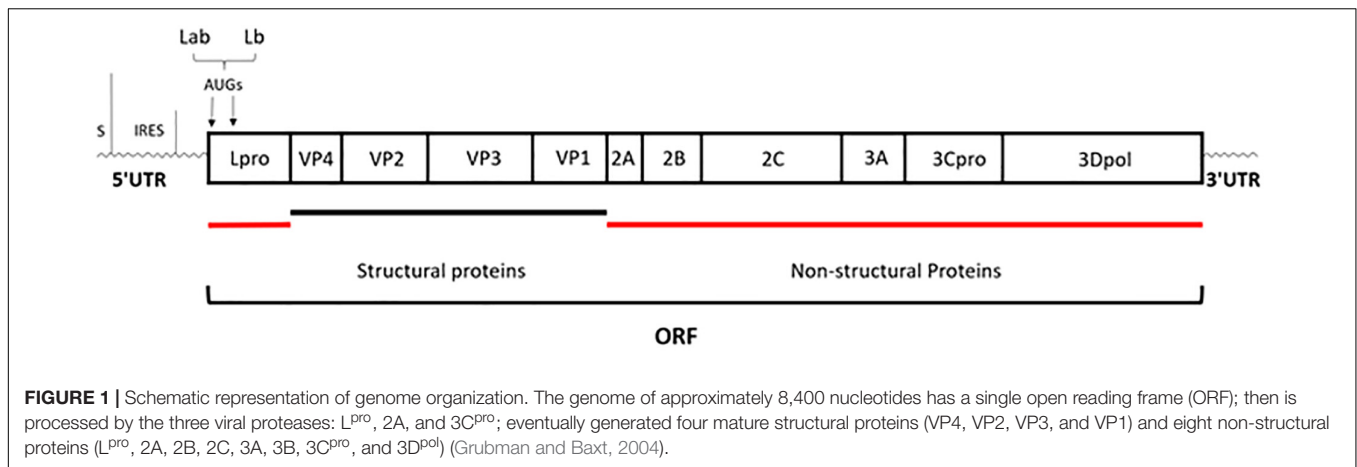 Lab Lb
AUGs
S IRES
Lpro VP4 VP2 VP3 VP1 2A 2B 2C 3A 3Cpro 3Dpol
5'UTR 3'UTR
Structural proteins Non-structural Proteins
ORF
FIGURE 1 | Schematic representation of genome organization. The genome of approximately 8,400 nucleotides has a single open reading frame (ORF); then is
processed by the three viral proteases: Lpro, 2A, and 3Cpro; eventually generated four mature structural proteins (VP4, VP2, VP3, and VP1) and eight non-structural
proteins (Lpro, 2A, 2B, 2C, 3A, 3B, 3Cpro, and 3Dpol) (Grubman and Baxt, 2004).